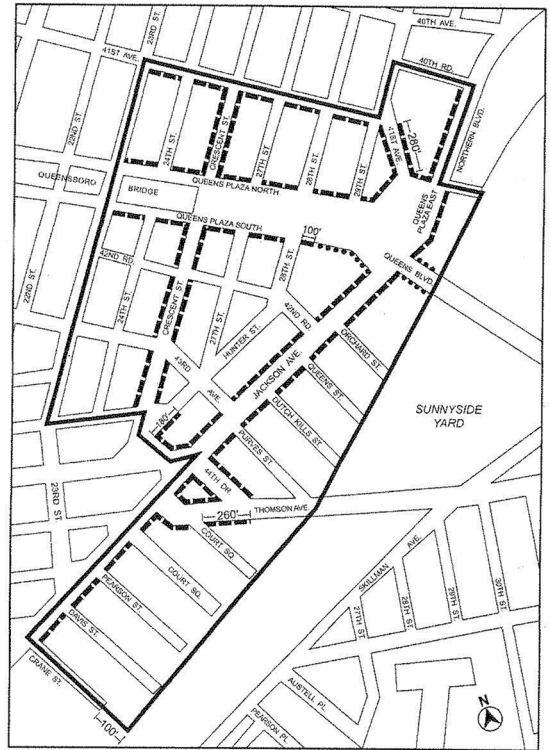 40TH AVE.
23RD ST.
41ST AVE.
40TH RD.
NORTHERN BLVD.
22ND ST.
24TH ST.
CRESCENT ST.
27TH ST.
28TH ST.
29TH ST.
41ST AVE.
280'
QUEENSBORO
BRIDGE
QUEENS PLAZA NORTH
QUEENS PLAZA EAST
QUEENS PLAZA SOUTH
100'
42ND RD.
28TH ST.
QUEENS BLVD.
22ND ST.
24TH ST.
CRESCENT ST.
27TH ST.
HUNTER ST.
42ND RD.
ORCHARD ST.
43RD
AVE.
JACKSON AVE.
QUEENS ST.
SUNNYSIDE
YARD
180'
DUTCH KILLS ST.
PURVES ST.
44TH DR.
23RD ST.
260'
THOMSON AVE.
COURT SQ.
COURT SQ.
SKILLMAN AVE.
27TH ST.
28TH ST.
29TH ST.
30TH ST.
PEARSON ST.
DAVIS ST.
CRANE ST.
100'
AUSTELL PL.
PEARSON PL.
N